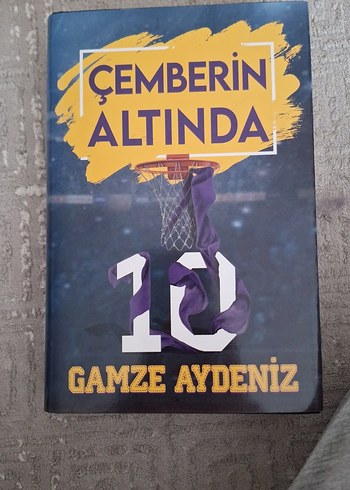 ÇEMBERİN
ALTINDA
10
GAMZE AYDENİZ